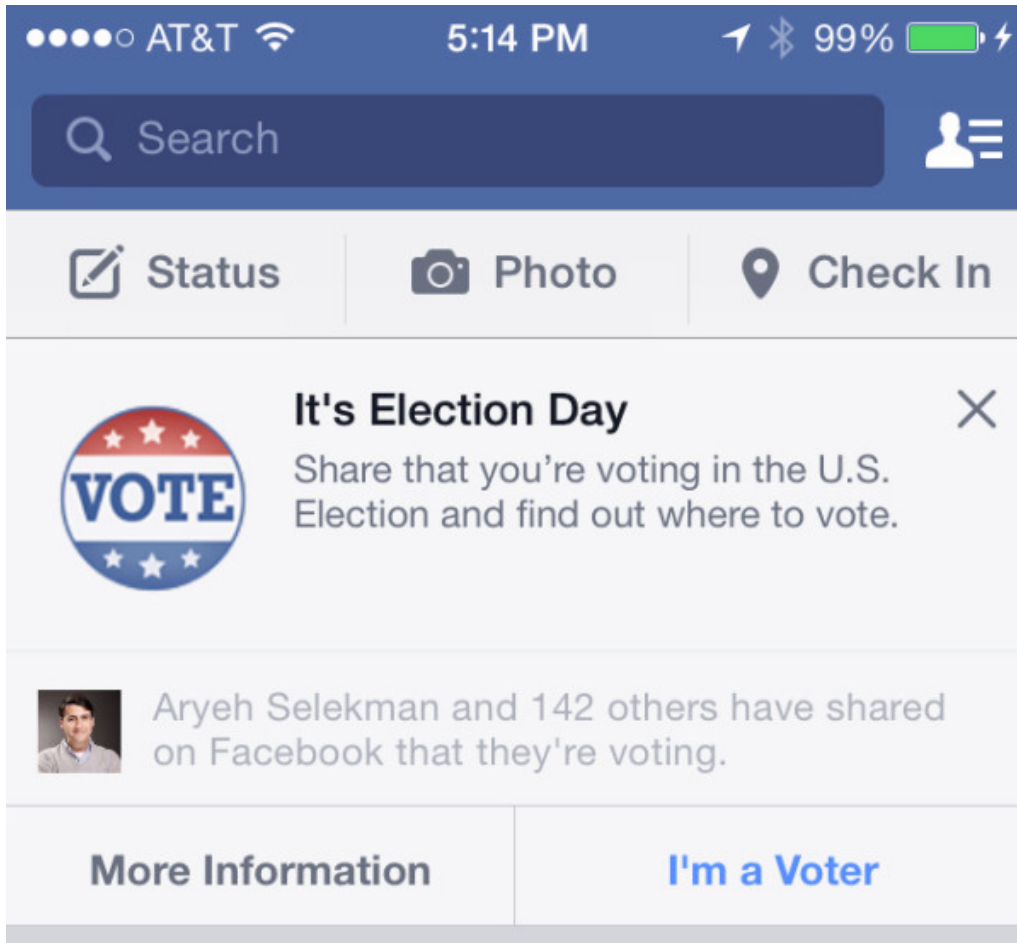 AT&T 5:14 PM 99%
Search
Status Photo Check In
It's Election Day
Share that you’re voting in the U.S.
Election and find out where to vote.
VOTE
Aryeh Selekman and 142 others have shared
on Facebook that they're voting.
More Information I'm a Voter